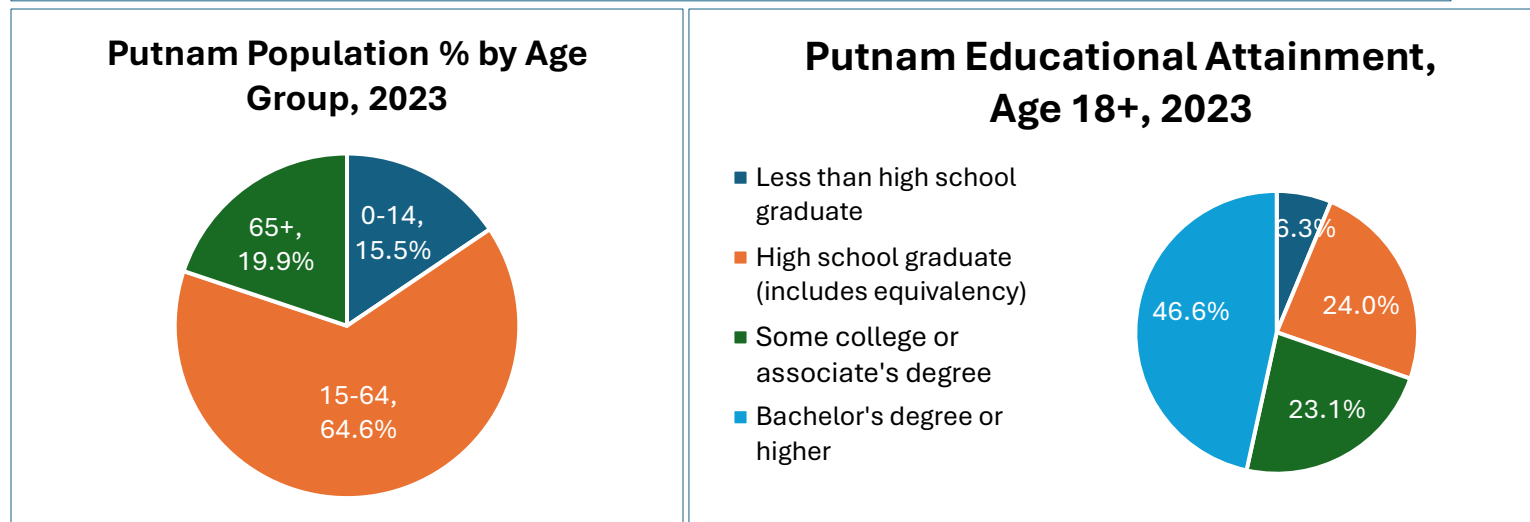 Putnam Population % by Age
Group, 2023
65+,
19.9%
0-14,
15.5%
15-64,
64.6%
Putnam Educational Attainment,
Age 18+, 2023
Less than high school
graduate
High school graduate
(includes equivalency)
Some college or
associate's degree
Bachelor's degree or
higher
6.3%
24.0%
23.1%
46.6%